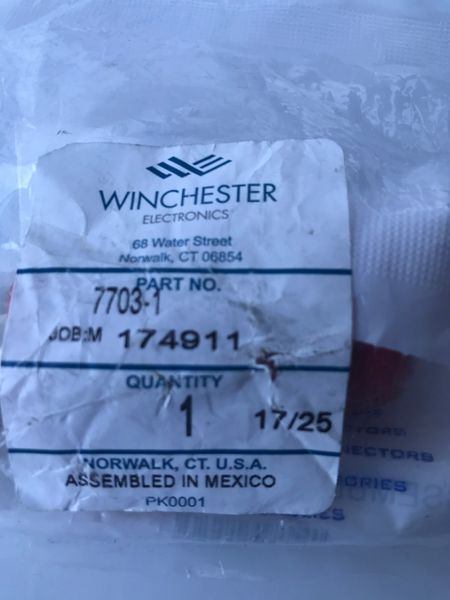 WINCHESTER
ELECTRONICS
68 Water Street
Norwalk, CT 06854
PART NO.
7703-1
JOB:M 174911
QUANTITY
1 17/25
NORWALK, CT. U.S.A.
ASSEMBLED IN MEXICO
PK0001